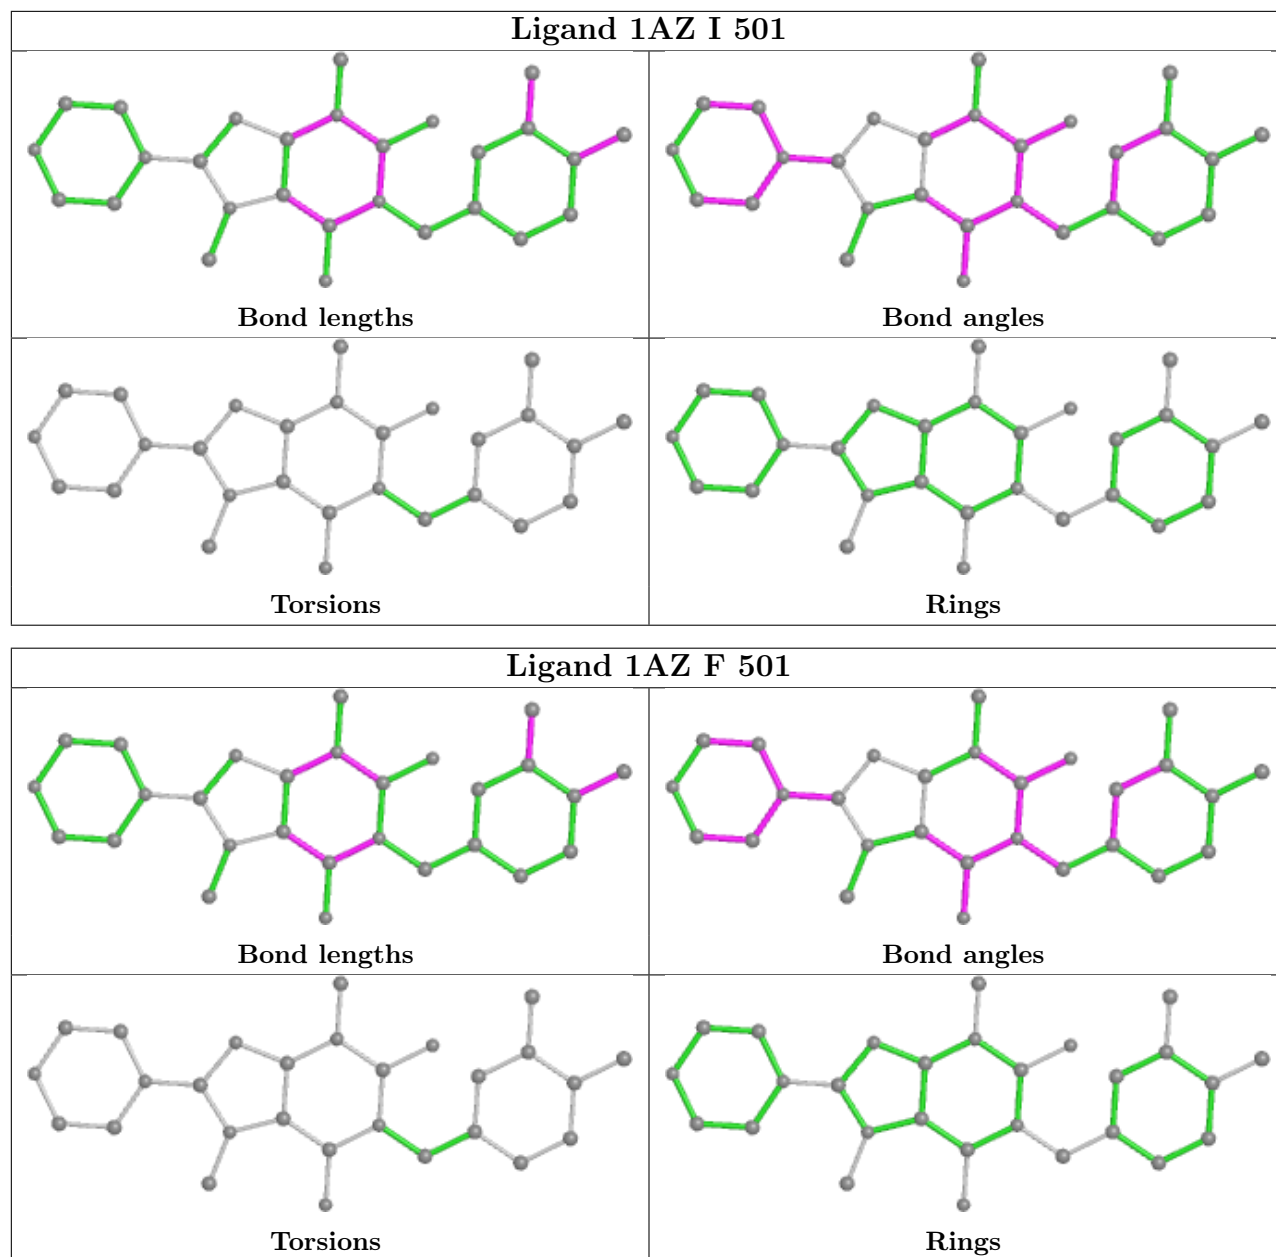 Ligand 1AZ I 501
Bond lengths
Bond angles
Torsions
Rings
Ligand 1AZ F 501
Bond lengths
Bond angles
Torsions
Rings